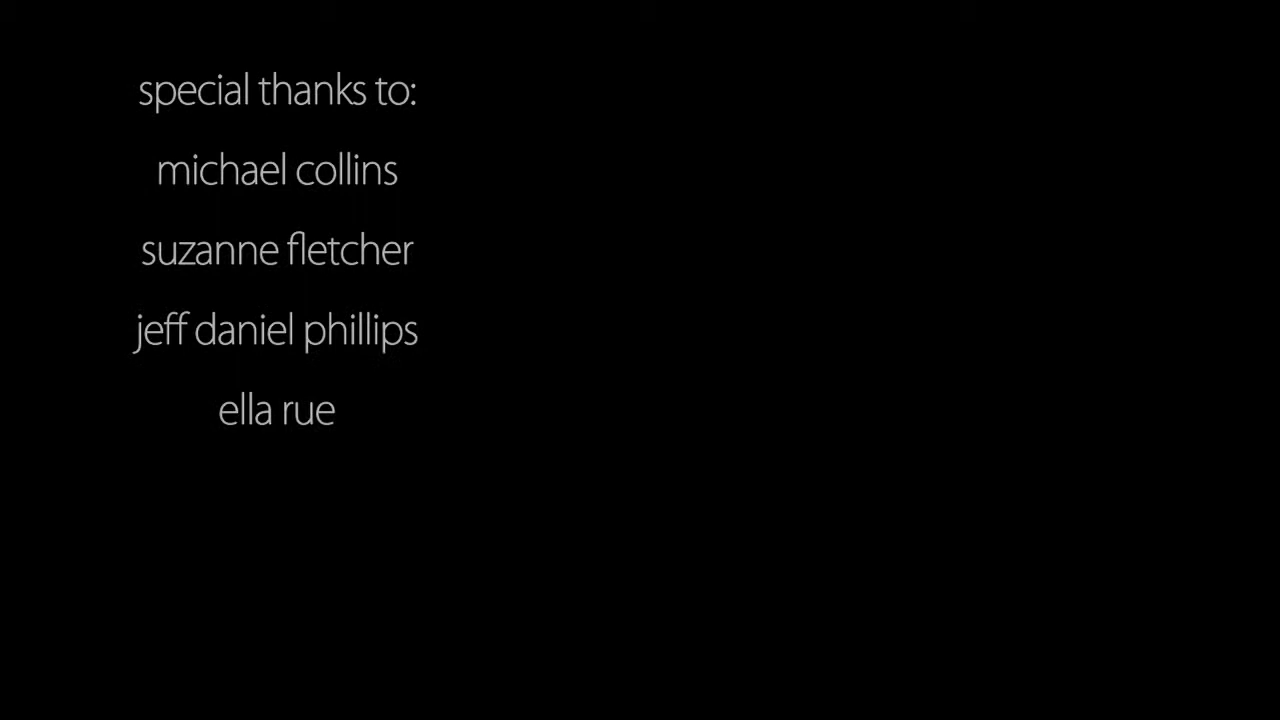 special thanks to:
michael collins
suzanne fletcher
jeff daniel phillips
ella rue